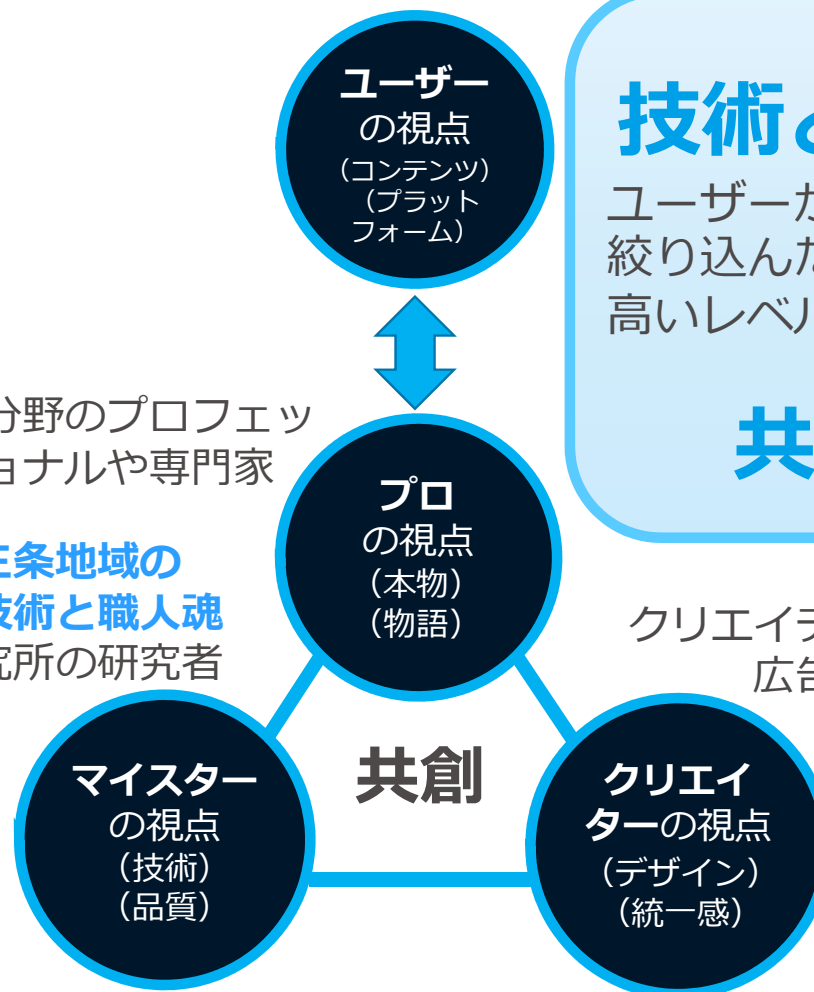 ユーザー
の視点
（コンテンツ）
（プラット
フォーム）
技術
ユーザーが
絞り込んだ
高いレベル
共
分野のプロフェッ
ショナルや専門家
三条地域の
技術と職人魂
究所の研究者
プロ
の視点
（本物）
（物語）
クリエイテ
広告
マイスター
の視点
（技術）
（品質）
共創
クリエイ
ターの視点
（デザイン）
（統一感）